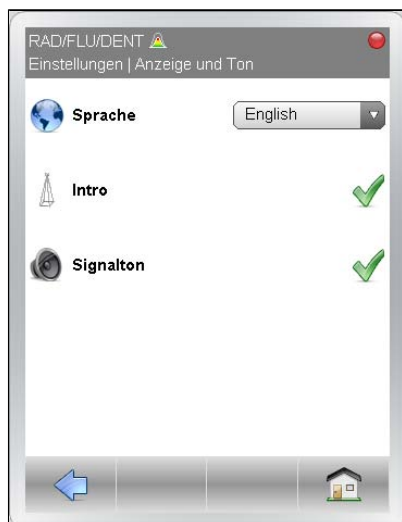 RAD/FLU/DENT
Einstellungen | Anzeige und Ton
Sprache English
Intro
Signalton